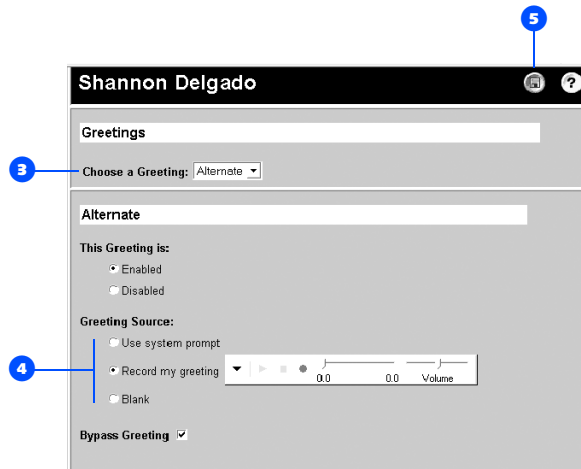 5
Shannon Delgado
?
Greetings
3
Choose a Greeting: Alternate
Alternate
This Greeting is:
Enabled
Disabled
Greeting Source:
Use system prompt
4
Record my greeting
0.0 0.0 Volume
Blank
Bypass Greeting